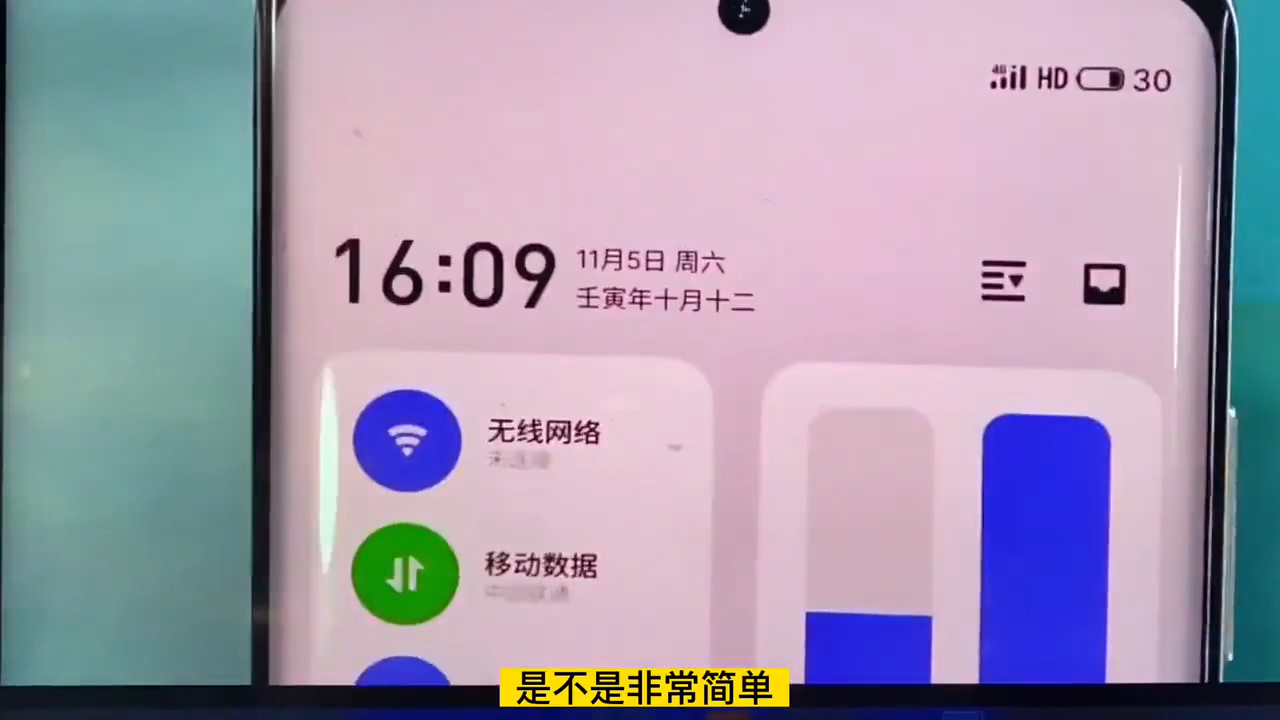 4G HD 30
16:09
11月5日 周六
壬寅年十月十二
无线网络
移动数据
是不是非常简单